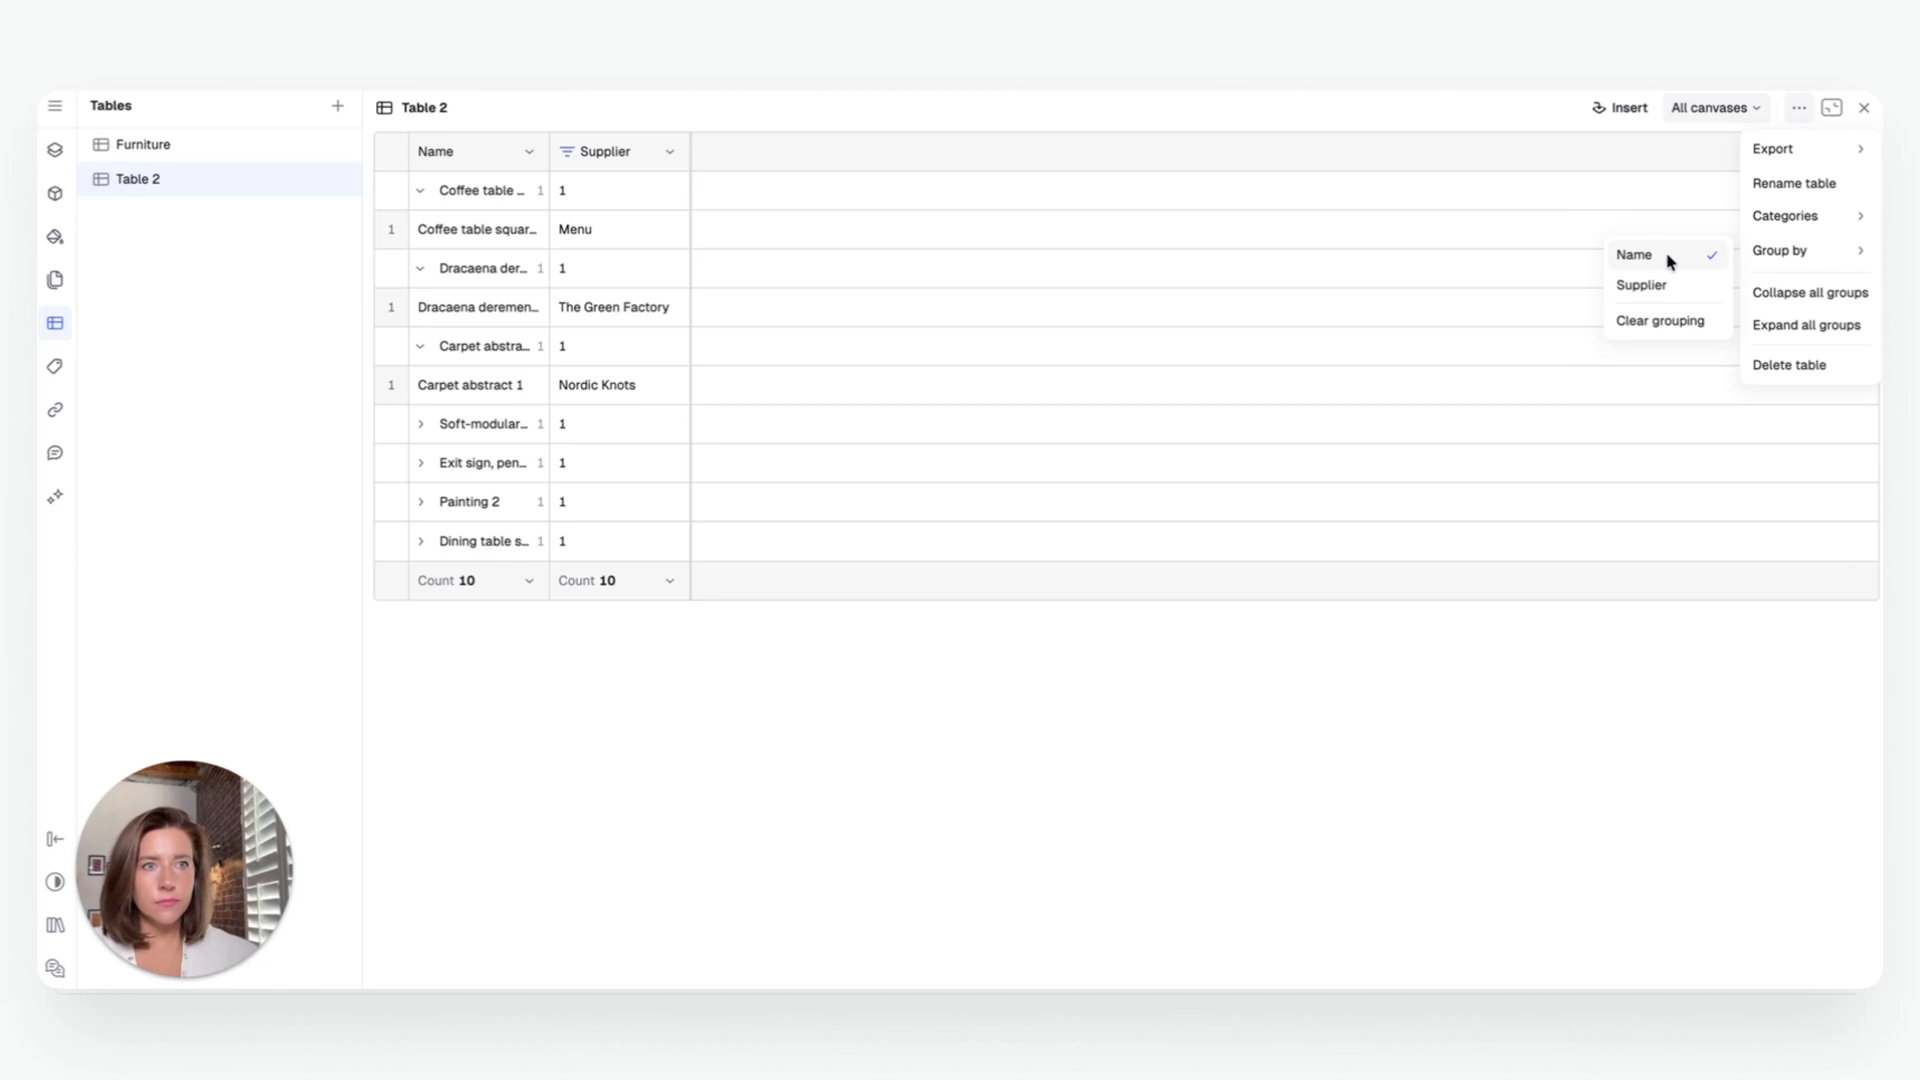 Tables
Furniture
Table 2
Table 2
Insert
All canvases
Name
Supplier
Coffee table ... 1
1
1
Coffee table squar...
Menu
Dracaena der... 1
1
1
Dracaena deremen...
The Green Factory
Carpet abstra... 1
1
1
Carpet abstract 1
Nordic Knots
Soft-modular... 1
1
Exit sign, pen... 1
1
Painting 2 1
1
Dining table s... 1
1
Count 10
Count 10
Export
Rename table
Categories
Group by
Collapse all groups
Expand all groups
Delete table
Name
Supplier
Clear grouping